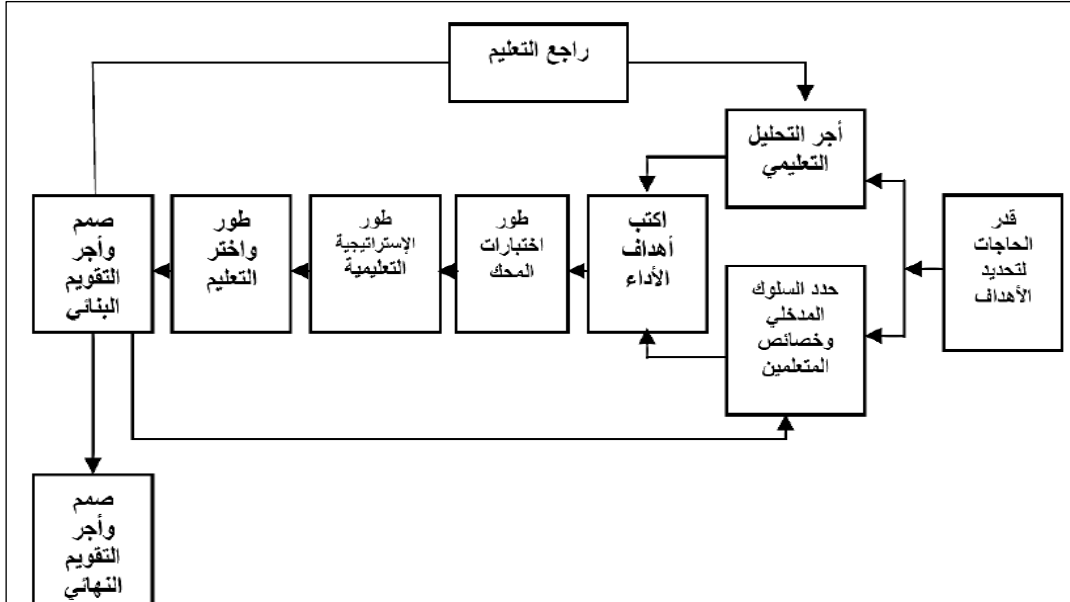 راجع التعليم
أجر التحليل
التعليمي
قدر
الحاجات
لتحديد
الأهداف
حدد السلوك
المدخلي
وخصائص
المتعلمين
اكتب
أهداف
الأداء
طور
اختبارات
المحك
طور
الإستراتيجية
التعليمية
طور
واختر
التعليم
صمم
وأجر
التقويم
البنائي
صمم
وأجر
التقويم
النهائي